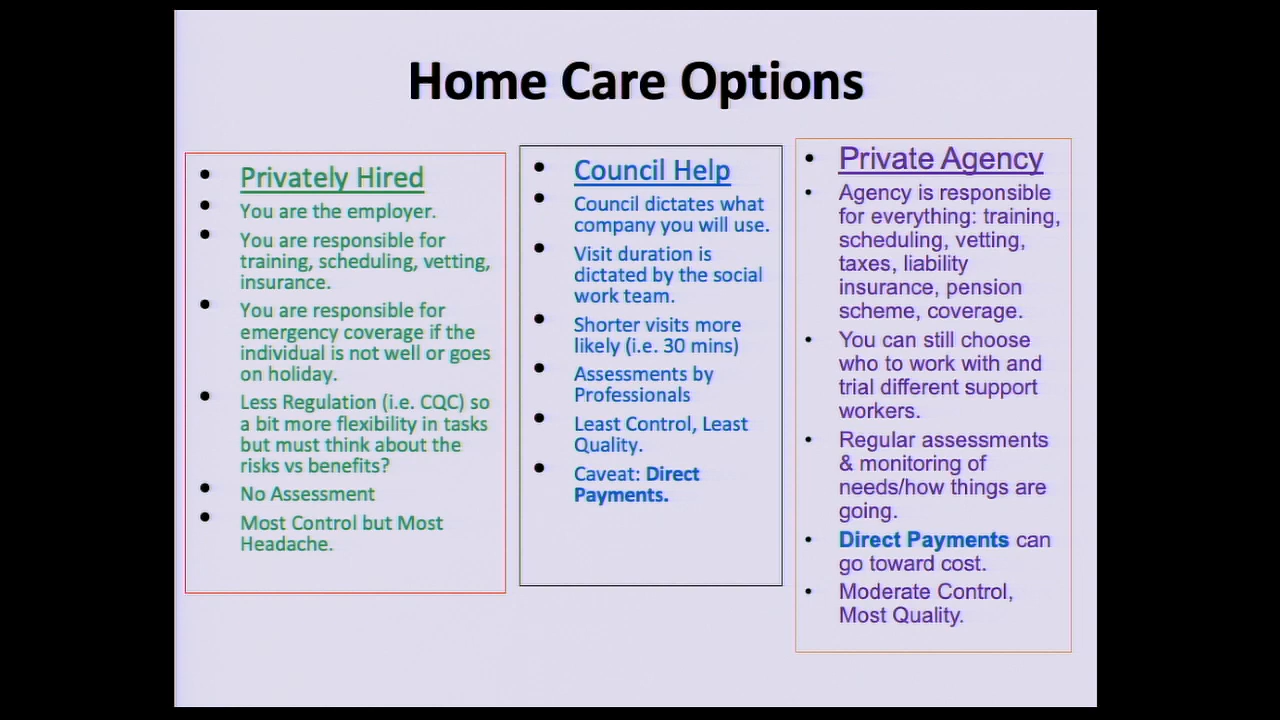 Home Care Options
Privately Hired
You are the employer.
You are responsible for
training, scheduling, vetting,
insurance.
You are responsible for
emergency coverage if the
individual is not well or goes
on holiday.
Less Regulation (i.e. CQC) so
a bit more flexibility in tasks
but must think about the
risks vs benefits?
No Assessment
Most Control but Most
Headache.
Council Help
Council dictates what
company you will use.
Visit duration is
dictated by the social
work team.
Shorter visits more
likely (i.e. 30 mins)
Assessments by
Professionals
Least Control, Least
Quality.
Caveat: Direct
Payments.
Private Agency
Agency is responsible
for everything: training,
scheduling, vetting,
taxes, liability
insurance, pension
scheme, coverage.
You can still choose
who to work with and
trial different support
workers.
Regular assessments
& monitoring of
needs/how things are
going.
Direct Payments can
go toward cost.
Moderate Control,
Most Quality.